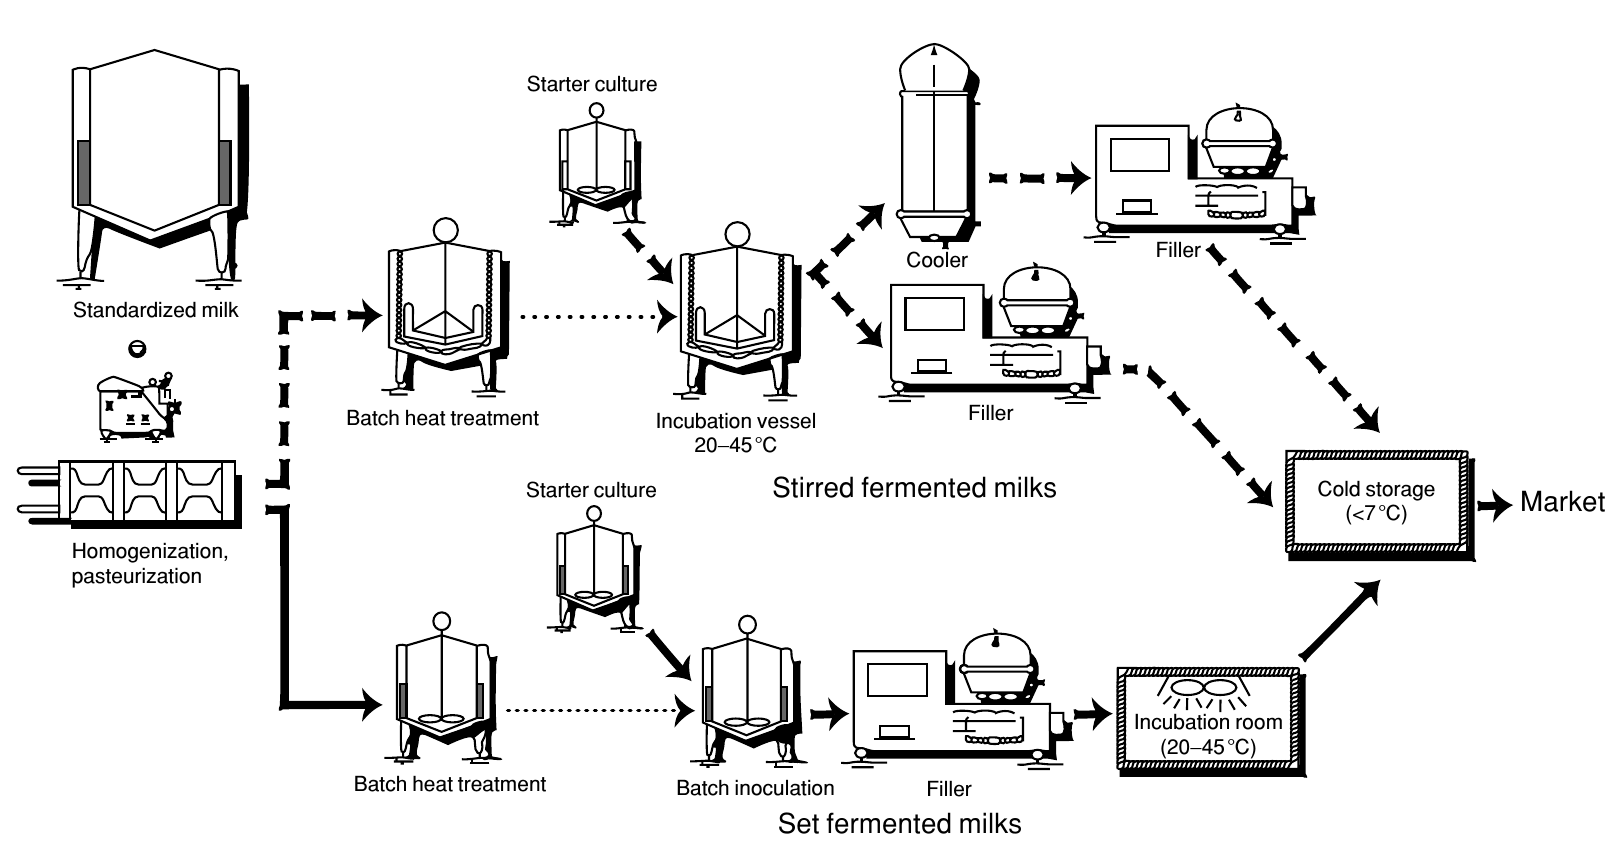 Standardized milk
Homogenization,
pasteurization
Starter culture
Batch heat treatment
Incubation vessel
20–45°C
Cooler
Filler
Filler
Stirred fermented milks
Cold storage
(<7°C)
Market
Starter culture
Batch heat treatment
Batch inoculation
Filler
Incubation room
(20–45°C)
Set fermented milks